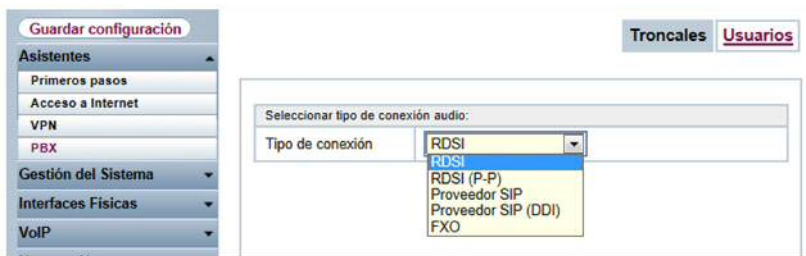 Guardar configuración
Asistentes
Primeros pasos
Acceso a Internet
VPN
PBX
Gestión del Sistema
Interfaces Físicas
VoIP
Troncales Usuarios
Seleccionar tipo de conexión audio:
Tipo de conexión RDSI
RDSI
RDSI (P-P)
Proveedor SIP
Proveedor SIP (DDI)
FXO